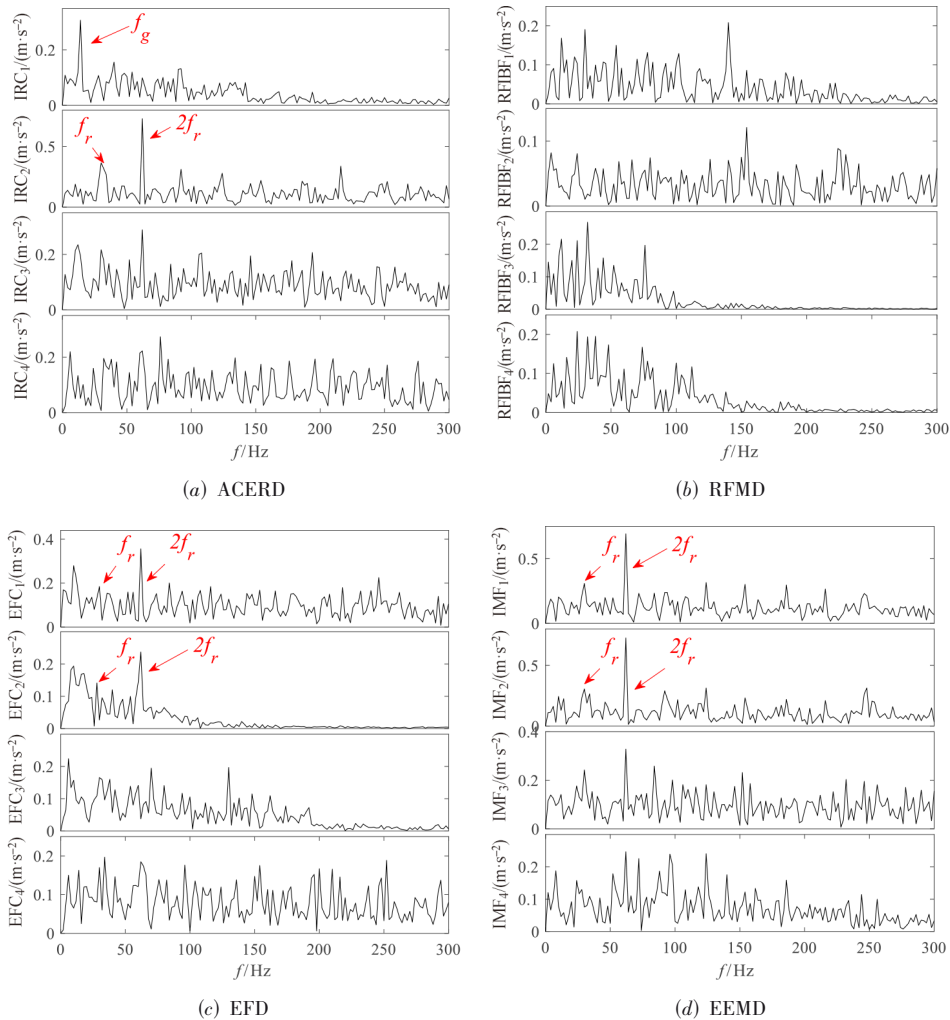 IRC₁/(m·s⁻²)
0.2
0
f_g
IRC₂/(m·s⁻²)
0.5
0
f_r
2f_r
IRC₃/(m·s⁻²)
0.2
0
IRC₄/(m·s⁻²)
0.2
0
0 50 100 150 200 250 300
f/Hz
(a) ACERD
RFIBF₁/(m·s⁻²)
0.2
0.1
0
RFIBF₂/(m·s⁻²)
0.1
0
RFIBF₃/(m·s⁻²)
0.2
0.1
0
RFIBF₄/(m·s⁻²)
0.2
0.1
0
0 50 100 150 200 250 300
f/Hz
(b) RFMD
EFC₁/(m·s⁻²)
0.4
0.2
0
f_r
2f_r
EFC₂/(m·s⁻²)
0.2
0.1
0
f_r
2f_r
EFC₃/(m·s⁻²)
0.2
0.1
0
EFC₄/(m·s⁻²)
0.2
0.1
0
0 50 100 150 200 250 300
f/Hz
(c) EFD
IMF₁/(m·s⁻²)
0.5
0
f_r
2f_r
IMF₂/(m·s⁻²)
0.5
0
f_r
2f_r
IMF₃/(m·s⁻²)
0.4
0.2
0
IMF₄/(m·s⁻²)
0.2
0
0 50 100 150 200 250 300
f/Hz
(d) EEMD